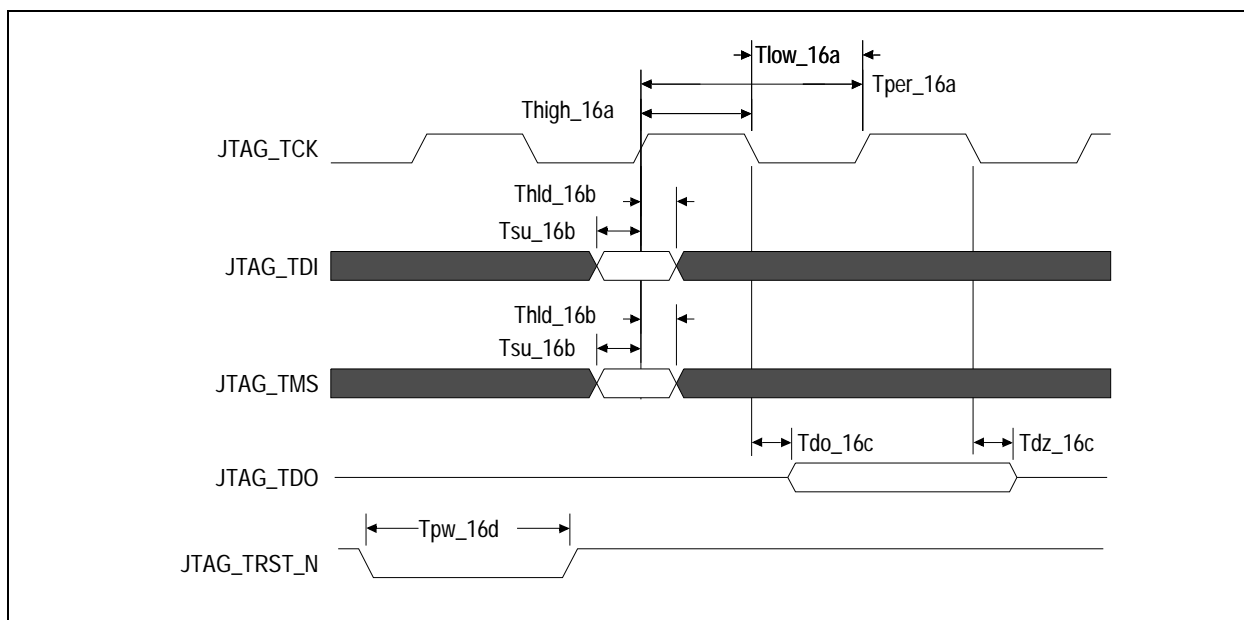 Tlow_16a
Tper_16a
Thigh_16a
JTAG_TCK
Thld_16b
Tsu_16b
JTAG_TDI
Thld_16b
Tsu_16b
JTAG_TMS
Tdo_16c
Tdz_16c
JTAG_TDO
Tpw_16d
JTAG_TRST_N